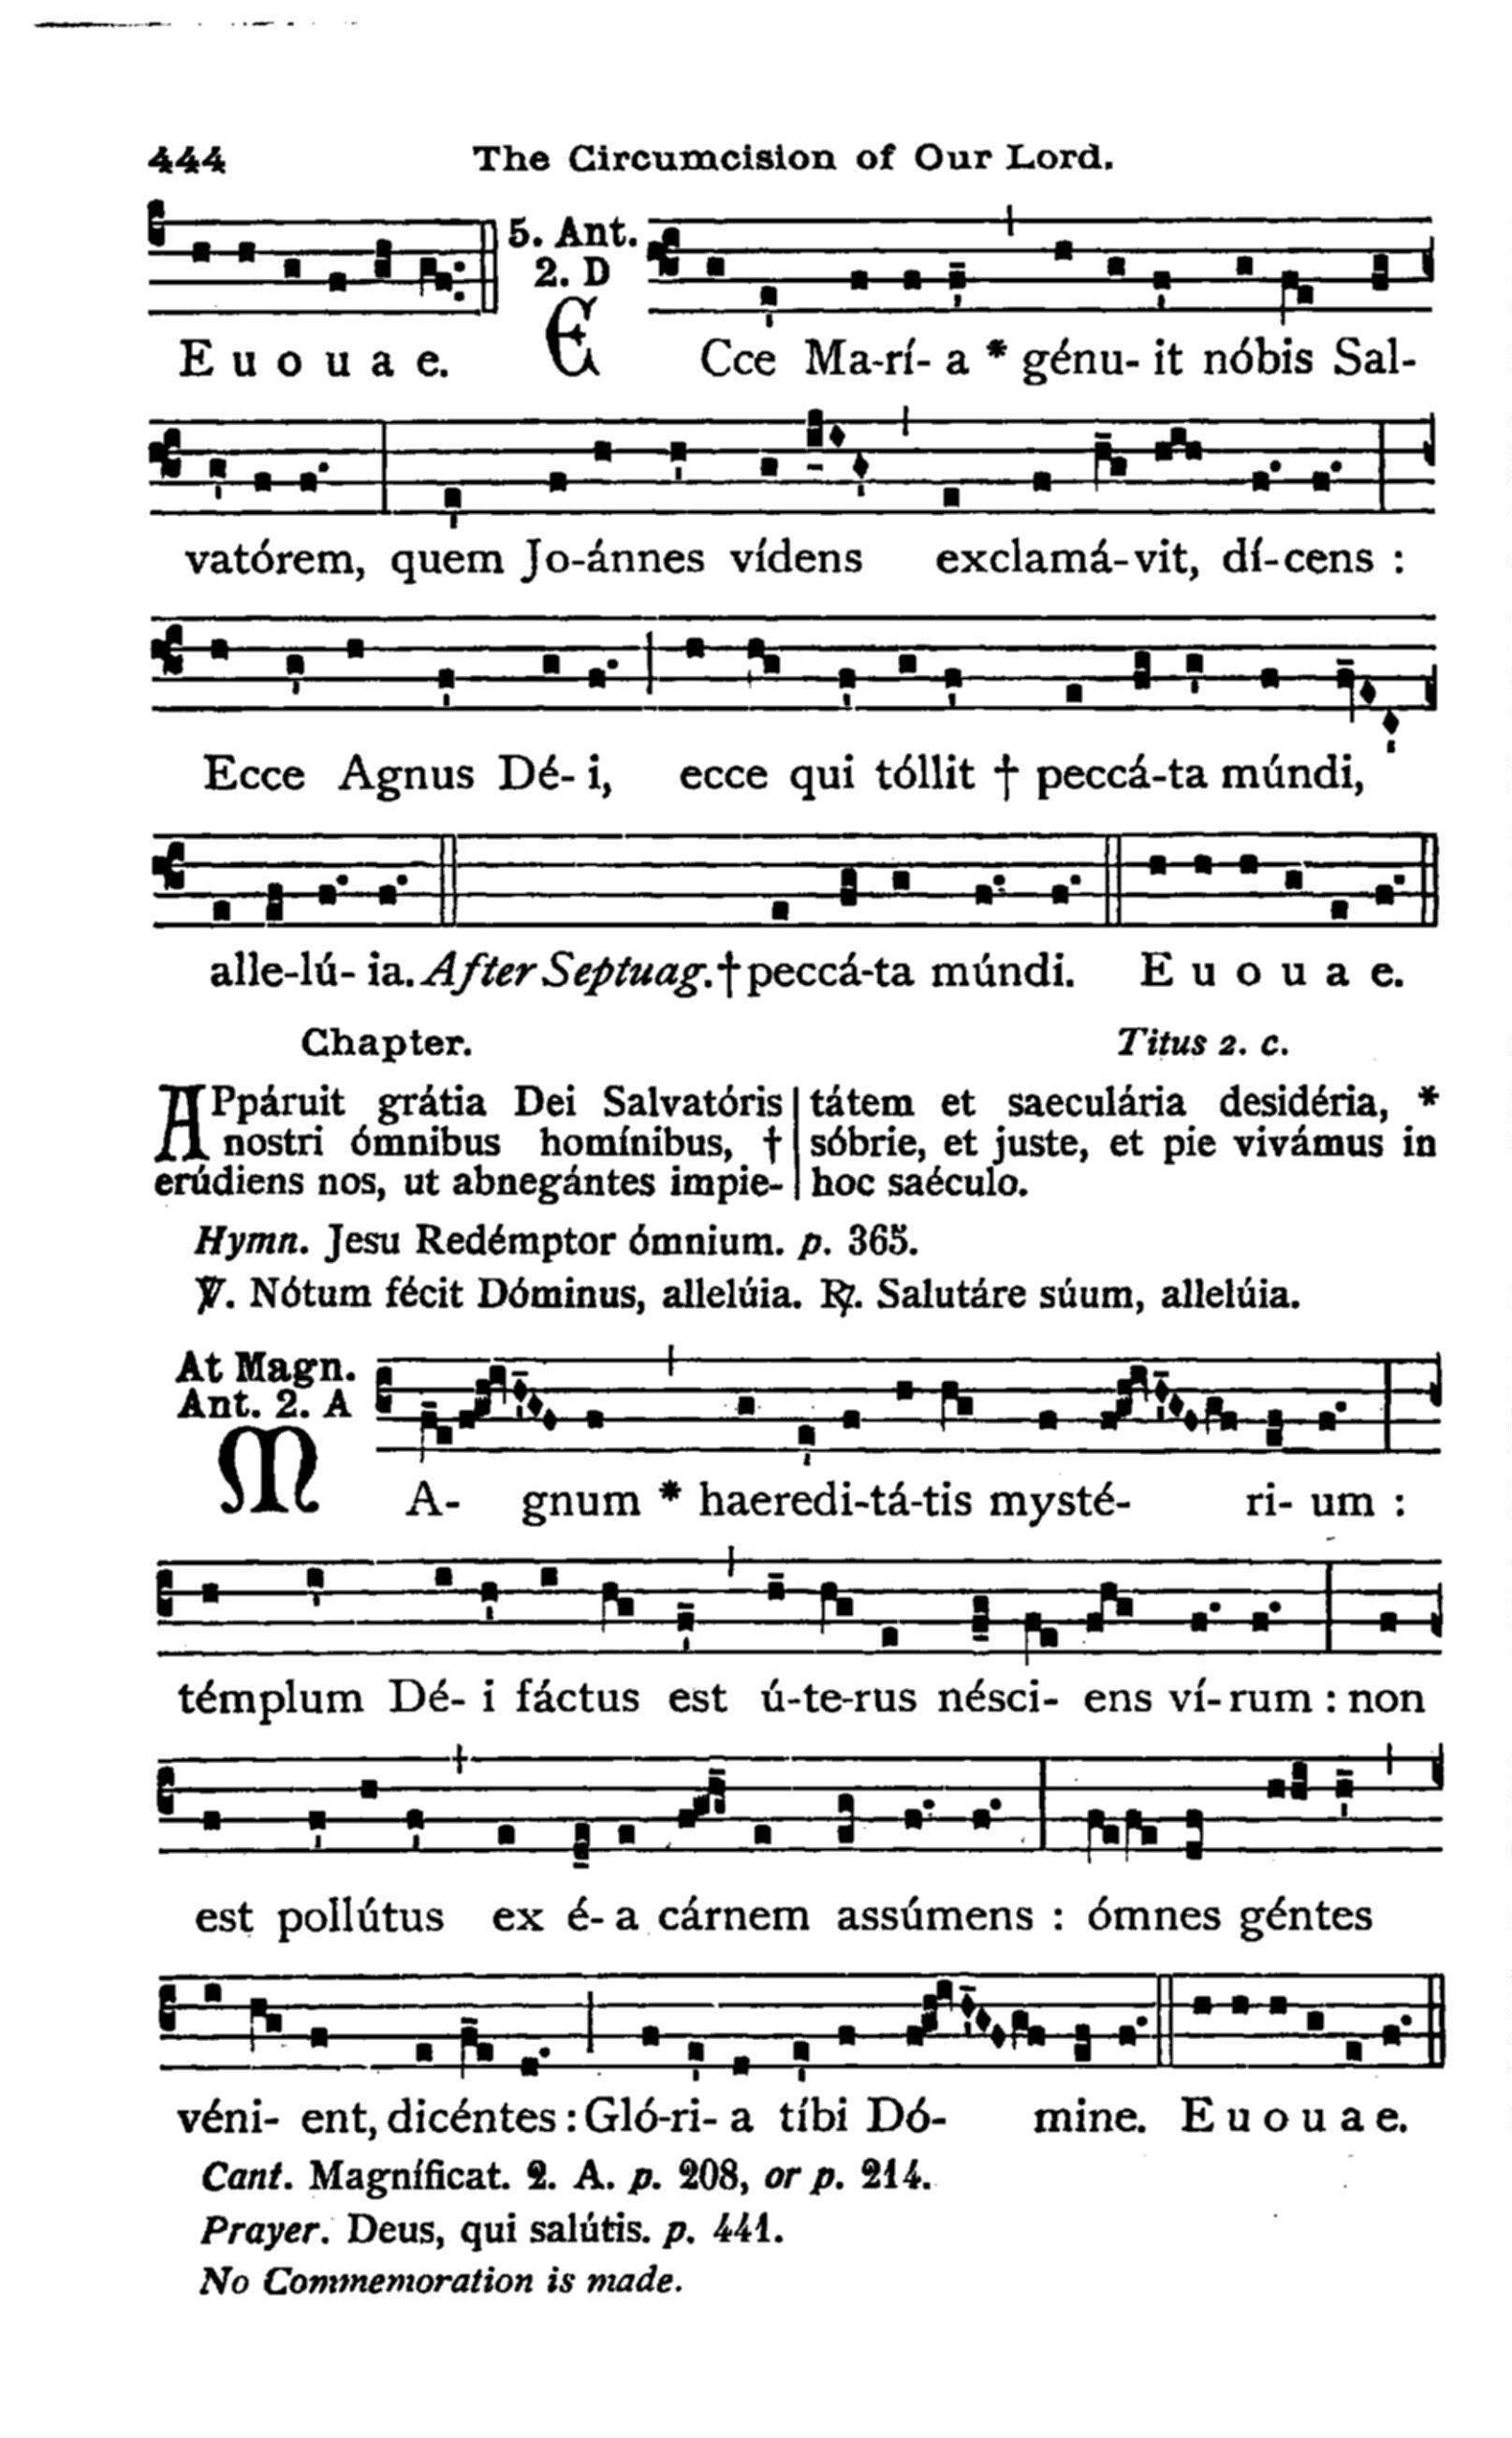 444 The Circumcision of Our Lord.
5. Ant.
2. D
E u o u a e. ECce Ma-rí- a * génu- it nóbis Sal-
vatórem, quem Jo-ánnes vídens exclamá-vit, dí-cens :
Ecce Agnus Dé- i, ecce qui tóllit † peccá-ta múndi,
alle-lú- ia. After Septuag. † peccá-ta múndi. E u o u a e.
Chapter. Titus 2. c.
APpáruit grátia Dei Salvatóris
nostri ómnibus homínibus, †
erúdiens nos, ut abnegántes impie-
tátem et saeculária desidéria, *
sóbrie, et juste, et pie vivámus in
hoc saéculo.
Hymn. Jesu Redémptor ómnium. p. 365.
℣. Nótum fécit Dóminus, allelúia. ℟. Salutáre súum, allelúia.
At Magn.
Ant. 2. A
MA- gnum * haeredi-tá-tis mysté- ri- um :
témplum Dé- i fáctus est ú-te-rus nésci- ens ví-rum : non
est pollútus ex é- a cárnem assúmens : ómnes géntes
véni- ent, dicéntes : Gló-ri- a tíbi Dó- mine. E u o u a e.
Cant. Magníficat. 2. A. p. 208, or p. 214.
Prayer. Deus, qui salútis. p. 441.
No Commemoration is made.